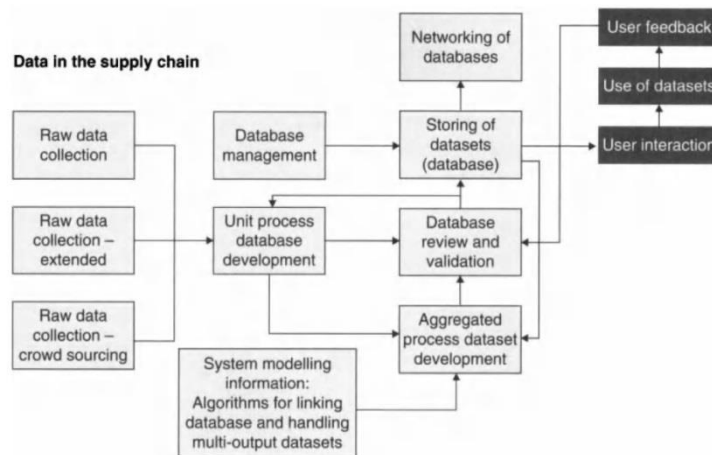 Data in the supply chain
Networking of
databases
User feedback
Use of datasets
User interaction
Raw data
collection
Database
management
Storing of
datasets
(database)
Raw data
collection –
extended
Unit process
database
development
Database
review and
validation
Raw data
collection –
crowd sourcing
Aggregated
process dataset
development
System modelling
information:
Algorithms for linking
database and handling
multi-output datasets